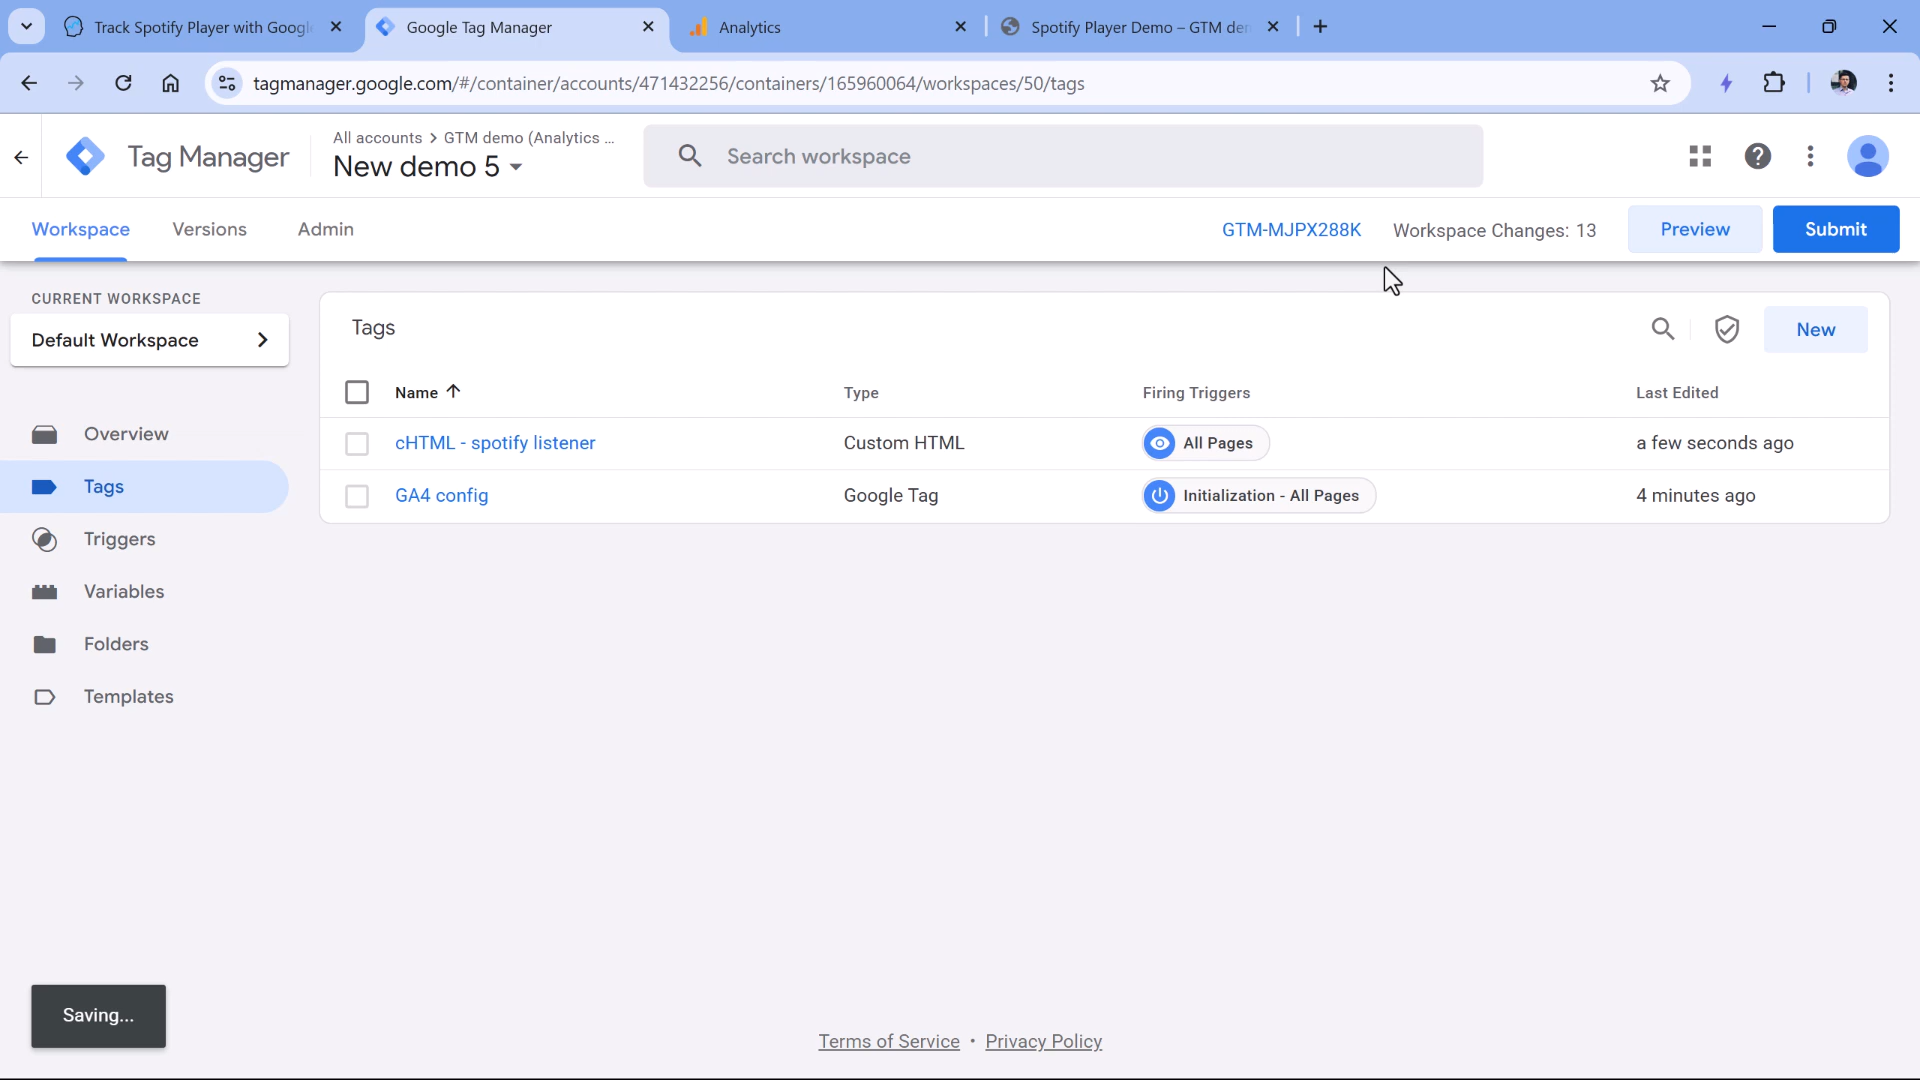 Track Spotify Player with Googl
Google Tag Manager
Analytics
Spotify Player Demo – GTM de
tagmanager.google.com/#/container/accounts/471432256/containers/165960064/workspaces/50/tags
Tag Manager
All accounts > GTM demo (Analytics ...
New demo 5
Search workspace
Workspace
Versions
Admin
GTM-MJPX288K
Workspace Changes: 13
Preview
Submit
CURRENT WORKSPACE
Default Workspace
Overview
Tags
Triggers
Variables
Folders
Templates
Tags
New
Name
Type
Firing Triggers
Last Edited
cHTML - spotify listener
Custom HTML
All Pages
a few seconds ago
GA4 config
Google Tag
Initialization - All Pages
4 minutes ago
Saving...
Terms of Service • Privacy Policy